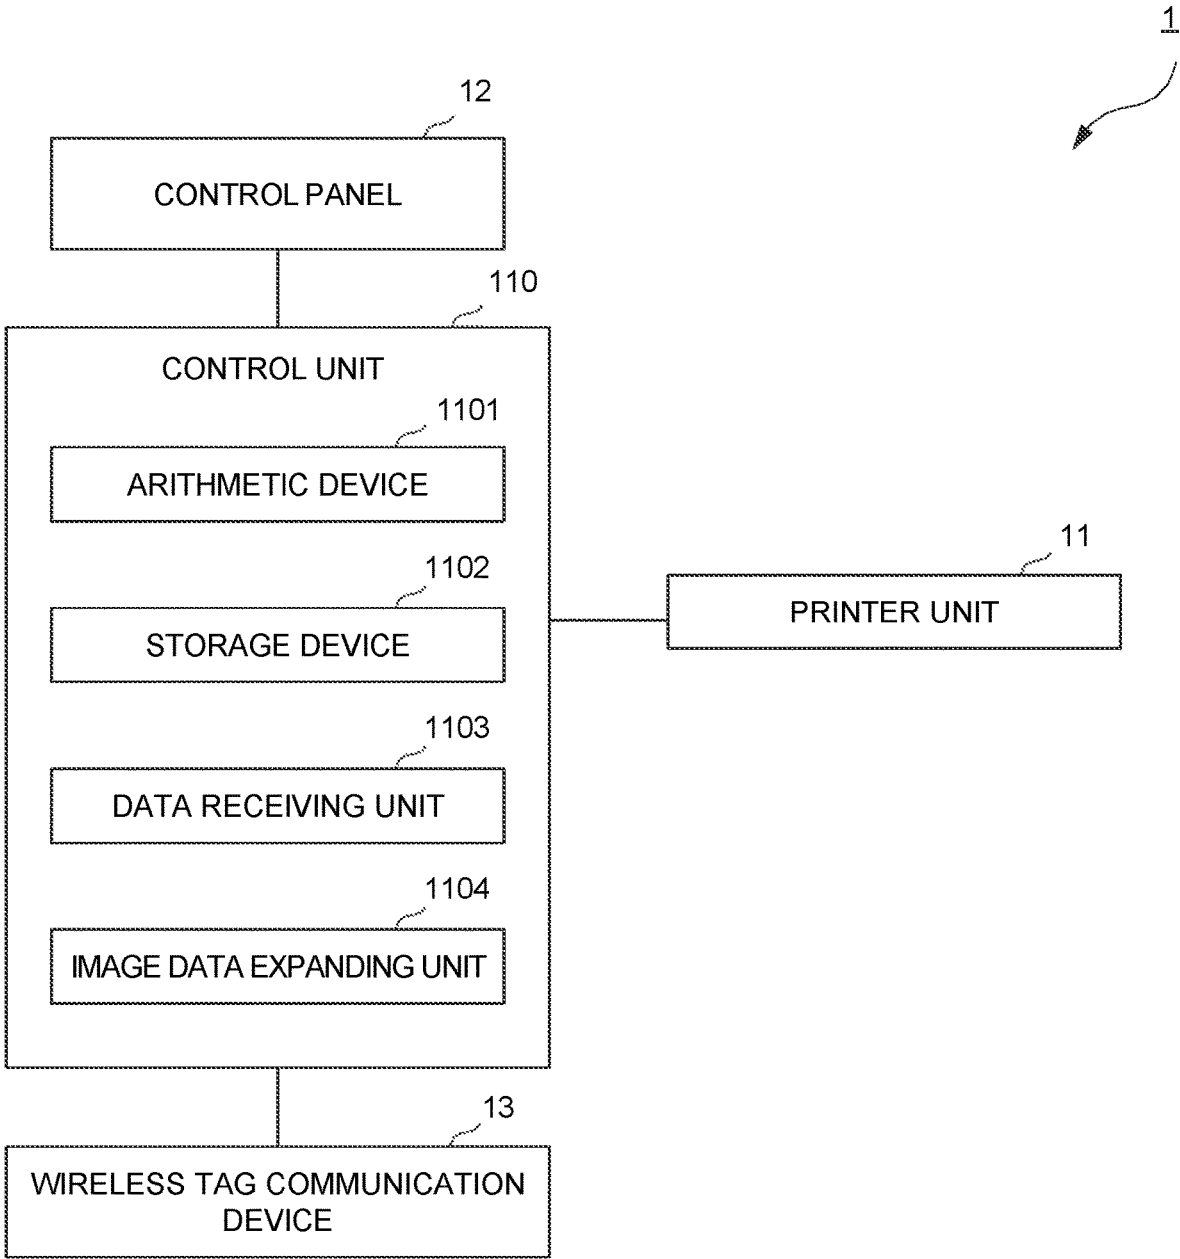 1
12
CONTROL PANEL
110
CONTROL UNIT
1101
ARITHMETIC DEVICE
1102
STORAGE DEVICE
11
PRINTER UNIT
1103
DATA RECEIVING UNIT
1104
IMAGE DATA EXPANDING UNIT
13
WIRELESS TAG COMMUNICATION
DEVICE